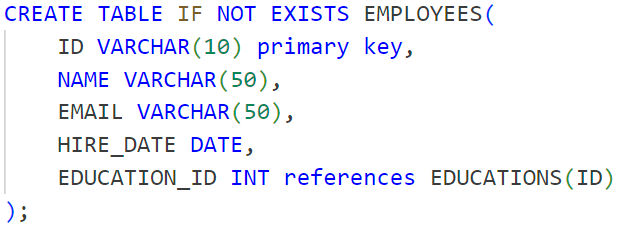 CREATE TABLE IF NOT EXISTS EMPLOYEES(
ID VARCHAR(10) primary key,
NAME VARCHAR(50),
EMAIL VARCHAR(50),
HIRE_DATE DATE,
EDUCATION_ID INT references EDUCATIONS(ID)
);